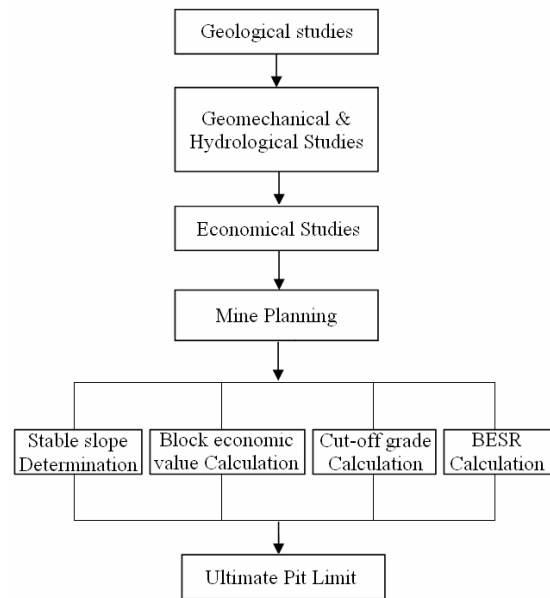 Geological studies
Geomechanical &
Hydrological Studies
Economical Studies
Mine Planning
Stable slope
Determination
Block economic
value Calculation
Cut-off grade
Calculation
BESR
Calculation
Ultimate Pit Limit